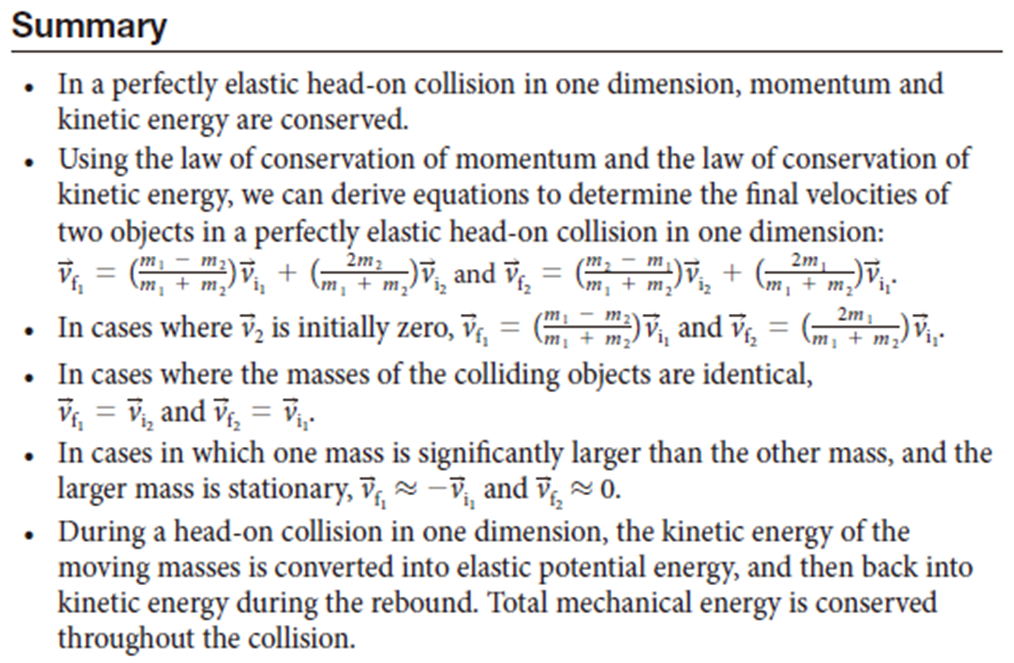 Summary
• In a perfectly elastic head-on collision in one dimension, momentum and
kinetic energy are conserved.
• Using the law of conservation of momentum and the law of conservation of
kinetic energy, we can derive equations to determine the final velocities of
two objects in a perfectly elastic head-on collision in one dimension:
$\vec{v}_{f_1} = (\frac{m_1 - m_2}{m_1 + m_2})\vec{v}_{i_1} + (\frac{2m_2}{m_1 + m_2})\vec{v}_{i_2}$ and $\vec{v}_{f_2} = (\frac{m_2 - m_1}{m_1 + m_2})\vec{v}_{i_2} + (\frac{2m_1}{m_1 + m_2})\vec{v}_{i_1}$.
• In cases where $\vec{v}_2$ is initially zero, $\vec{v}_{f_1} = (\frac{m_1 - m_2}{m_1 + m_2})\vec{v}_{i_1}$ and $\vec{v}_{f_2} = (\frac{2m_1}{m_1 + m_2})\vec{v}_{i_1}$.
• In cases where the masses of the colliding objects are identical,
$\vec{v}_{f_1} = \vec{v}_{i_2}$ and $\vec{v}_{f_2} = \vec{v}_{i_1}$.
• In cases in which one mass is significantly larger than the other mass, and the
larger mass is stationary, $\vec{v}_{f_1} \approx -\vec{v}_{i_1}$ and $\vec{v}_{f_2} \approx 0$.
• During a head-on collision in one dimension, the kinetic energy of the
moving masses is converted into elastic potential energy, and then back into
kinetic energy during the rebound. Total mechanical energy is conserved
throughout the collision.